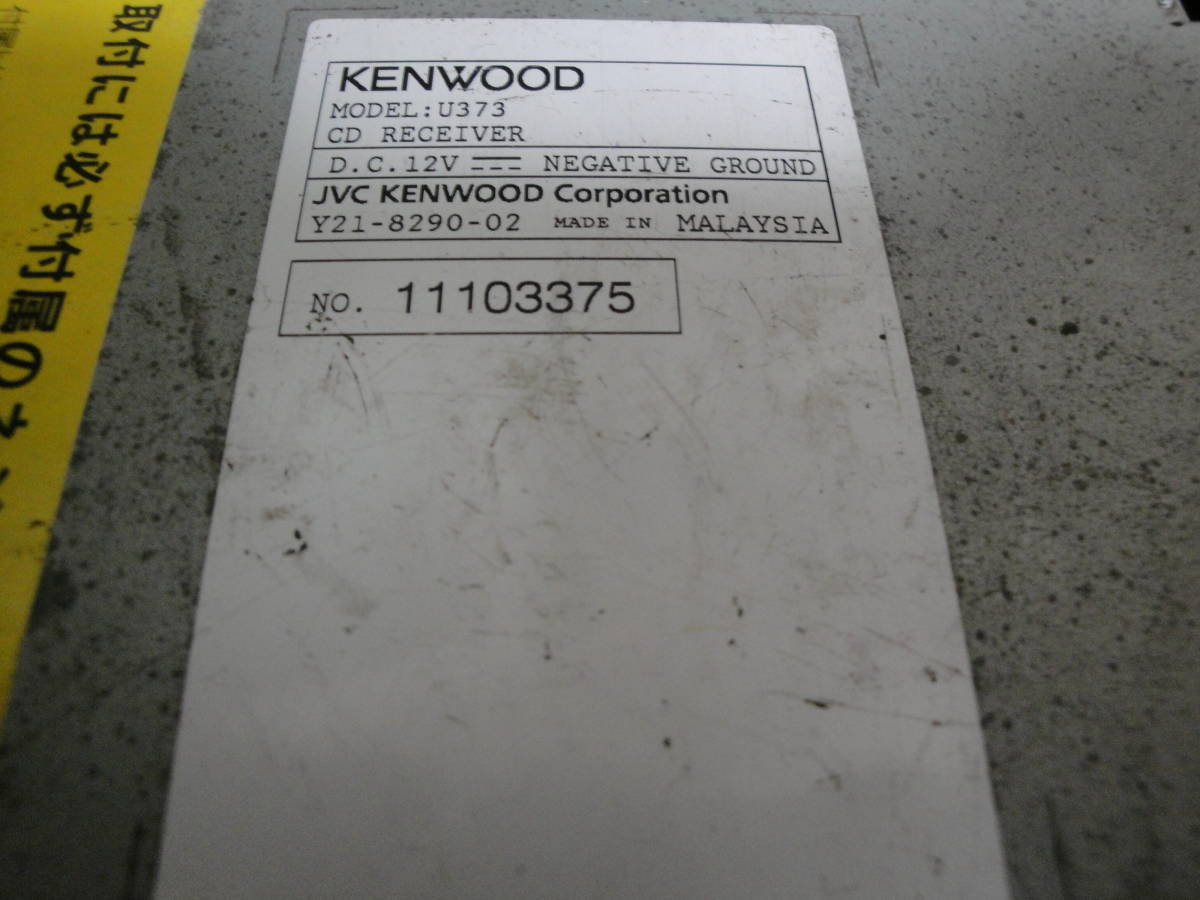 KENWOOD
MODEL:U373
CD RECEIVER
D.C.12V NEGATIVE GROUND
JVC KENWOOD Corporation
Y21-8290-02 MADE IN MALAYSIA
NO. 11103375
取付には必ず付属のネ